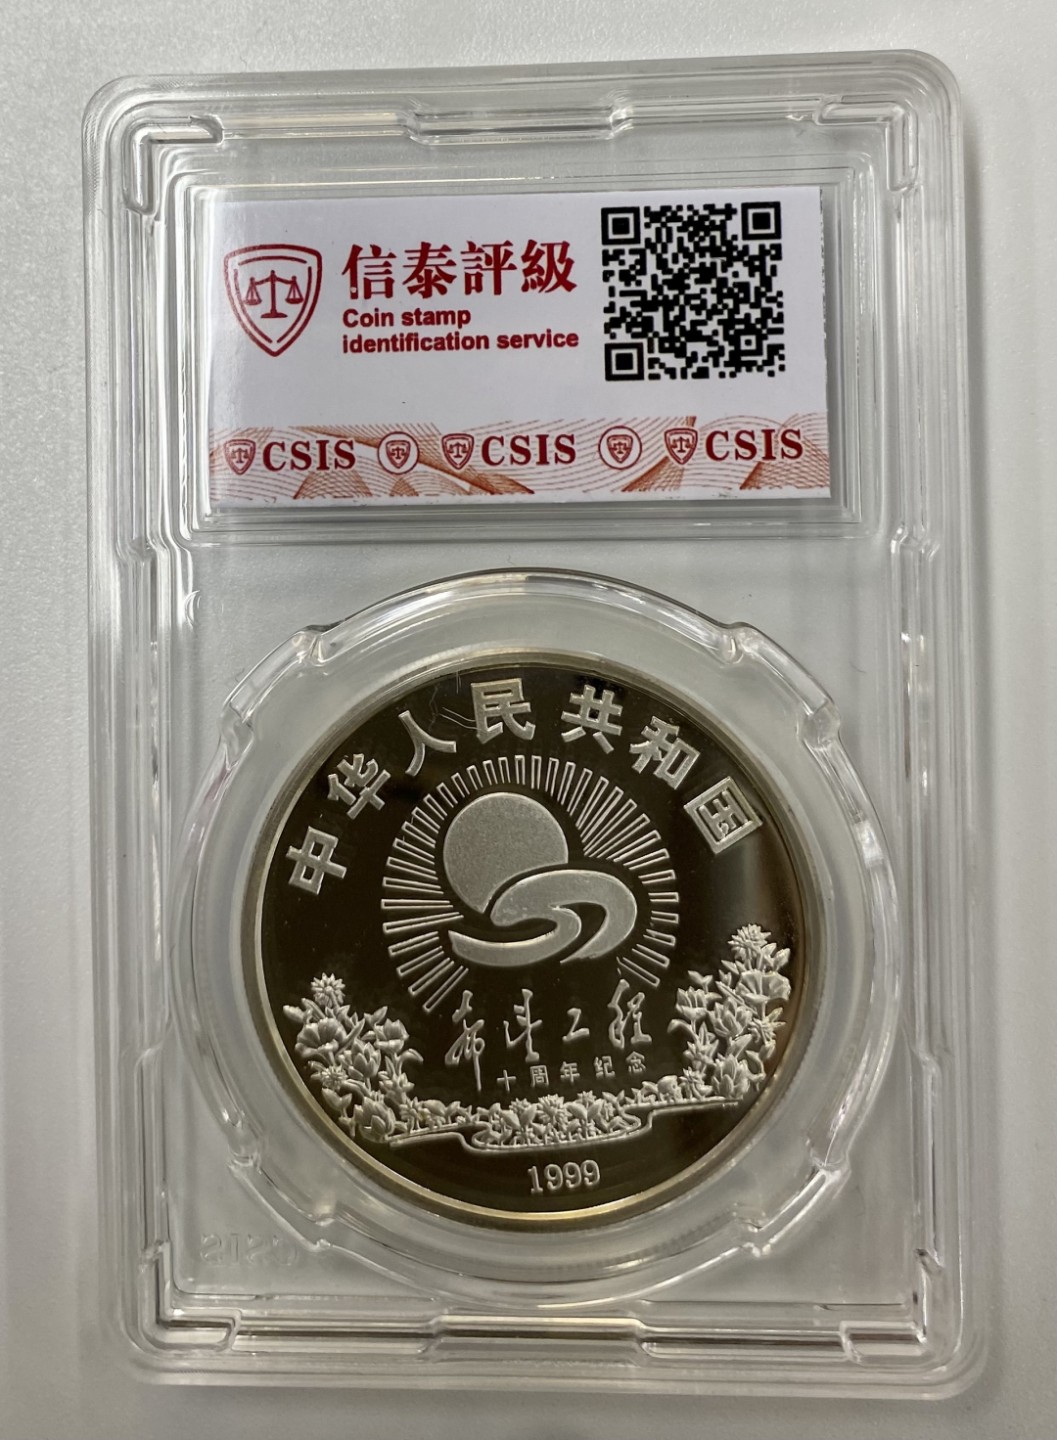 信泰評級
Coin stamp
identification service
CSIS CSIS CSIS
中华人民共和国
希望工程
十周年纪念
1999
CSIS